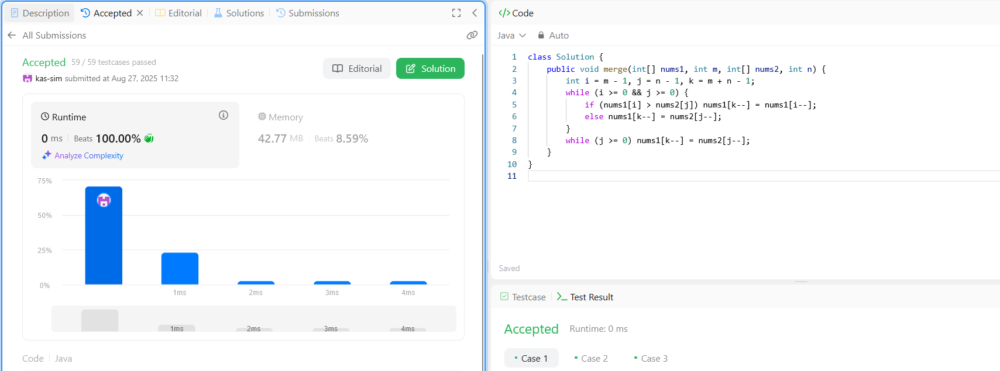 Description Accepted Editorial Solutions Submissions
All Submissions
Accepted 59 / 59 testcases passed
kas-sim submitted at Aug 27, 2025 11:32
Editorial
Solution
Runtime
0 ms Beats 100.00%
Analyze Complexity
Memory
42.77 MB Beats 8.59%
75%
50%
25%
0%
1ms 2ms 3ms 4ms
1ms 2ms 3ms 4ms
Code Java
</> Code
Java Auto
1 class Solution {
2 public void merge(int[] nums1, int m, int[] nums2, int n) {
3 int i = m - 1, j = n - 1, k = m + n - 1;
4 while (i >= 0 && j >= 0) {
5 if (nums1[i] > nums2[j]) nums1[k--] = nums1[i--];
6 else nums1[k--] = nums2[j--];
7 }
8 while (j >= 0) nums1[k--] = nums2[j--];
9 }
10 }
11
Saved
Testcase Test Result
Accepted Runtime: 0 ms
Case 1 Case 2 Case 3